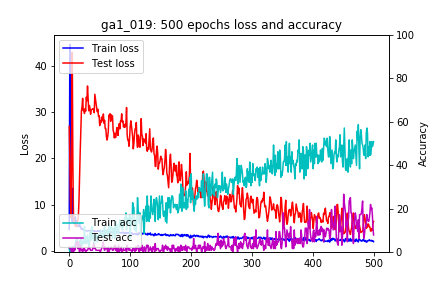 ga1_019: 500 epochs loss and accuracy
Train loss
Test loss
Train acc
Test acc
Loss
Accuracy
40
30
20
10
0
100
80
60
40
20
0
0
100
200
300
400
500